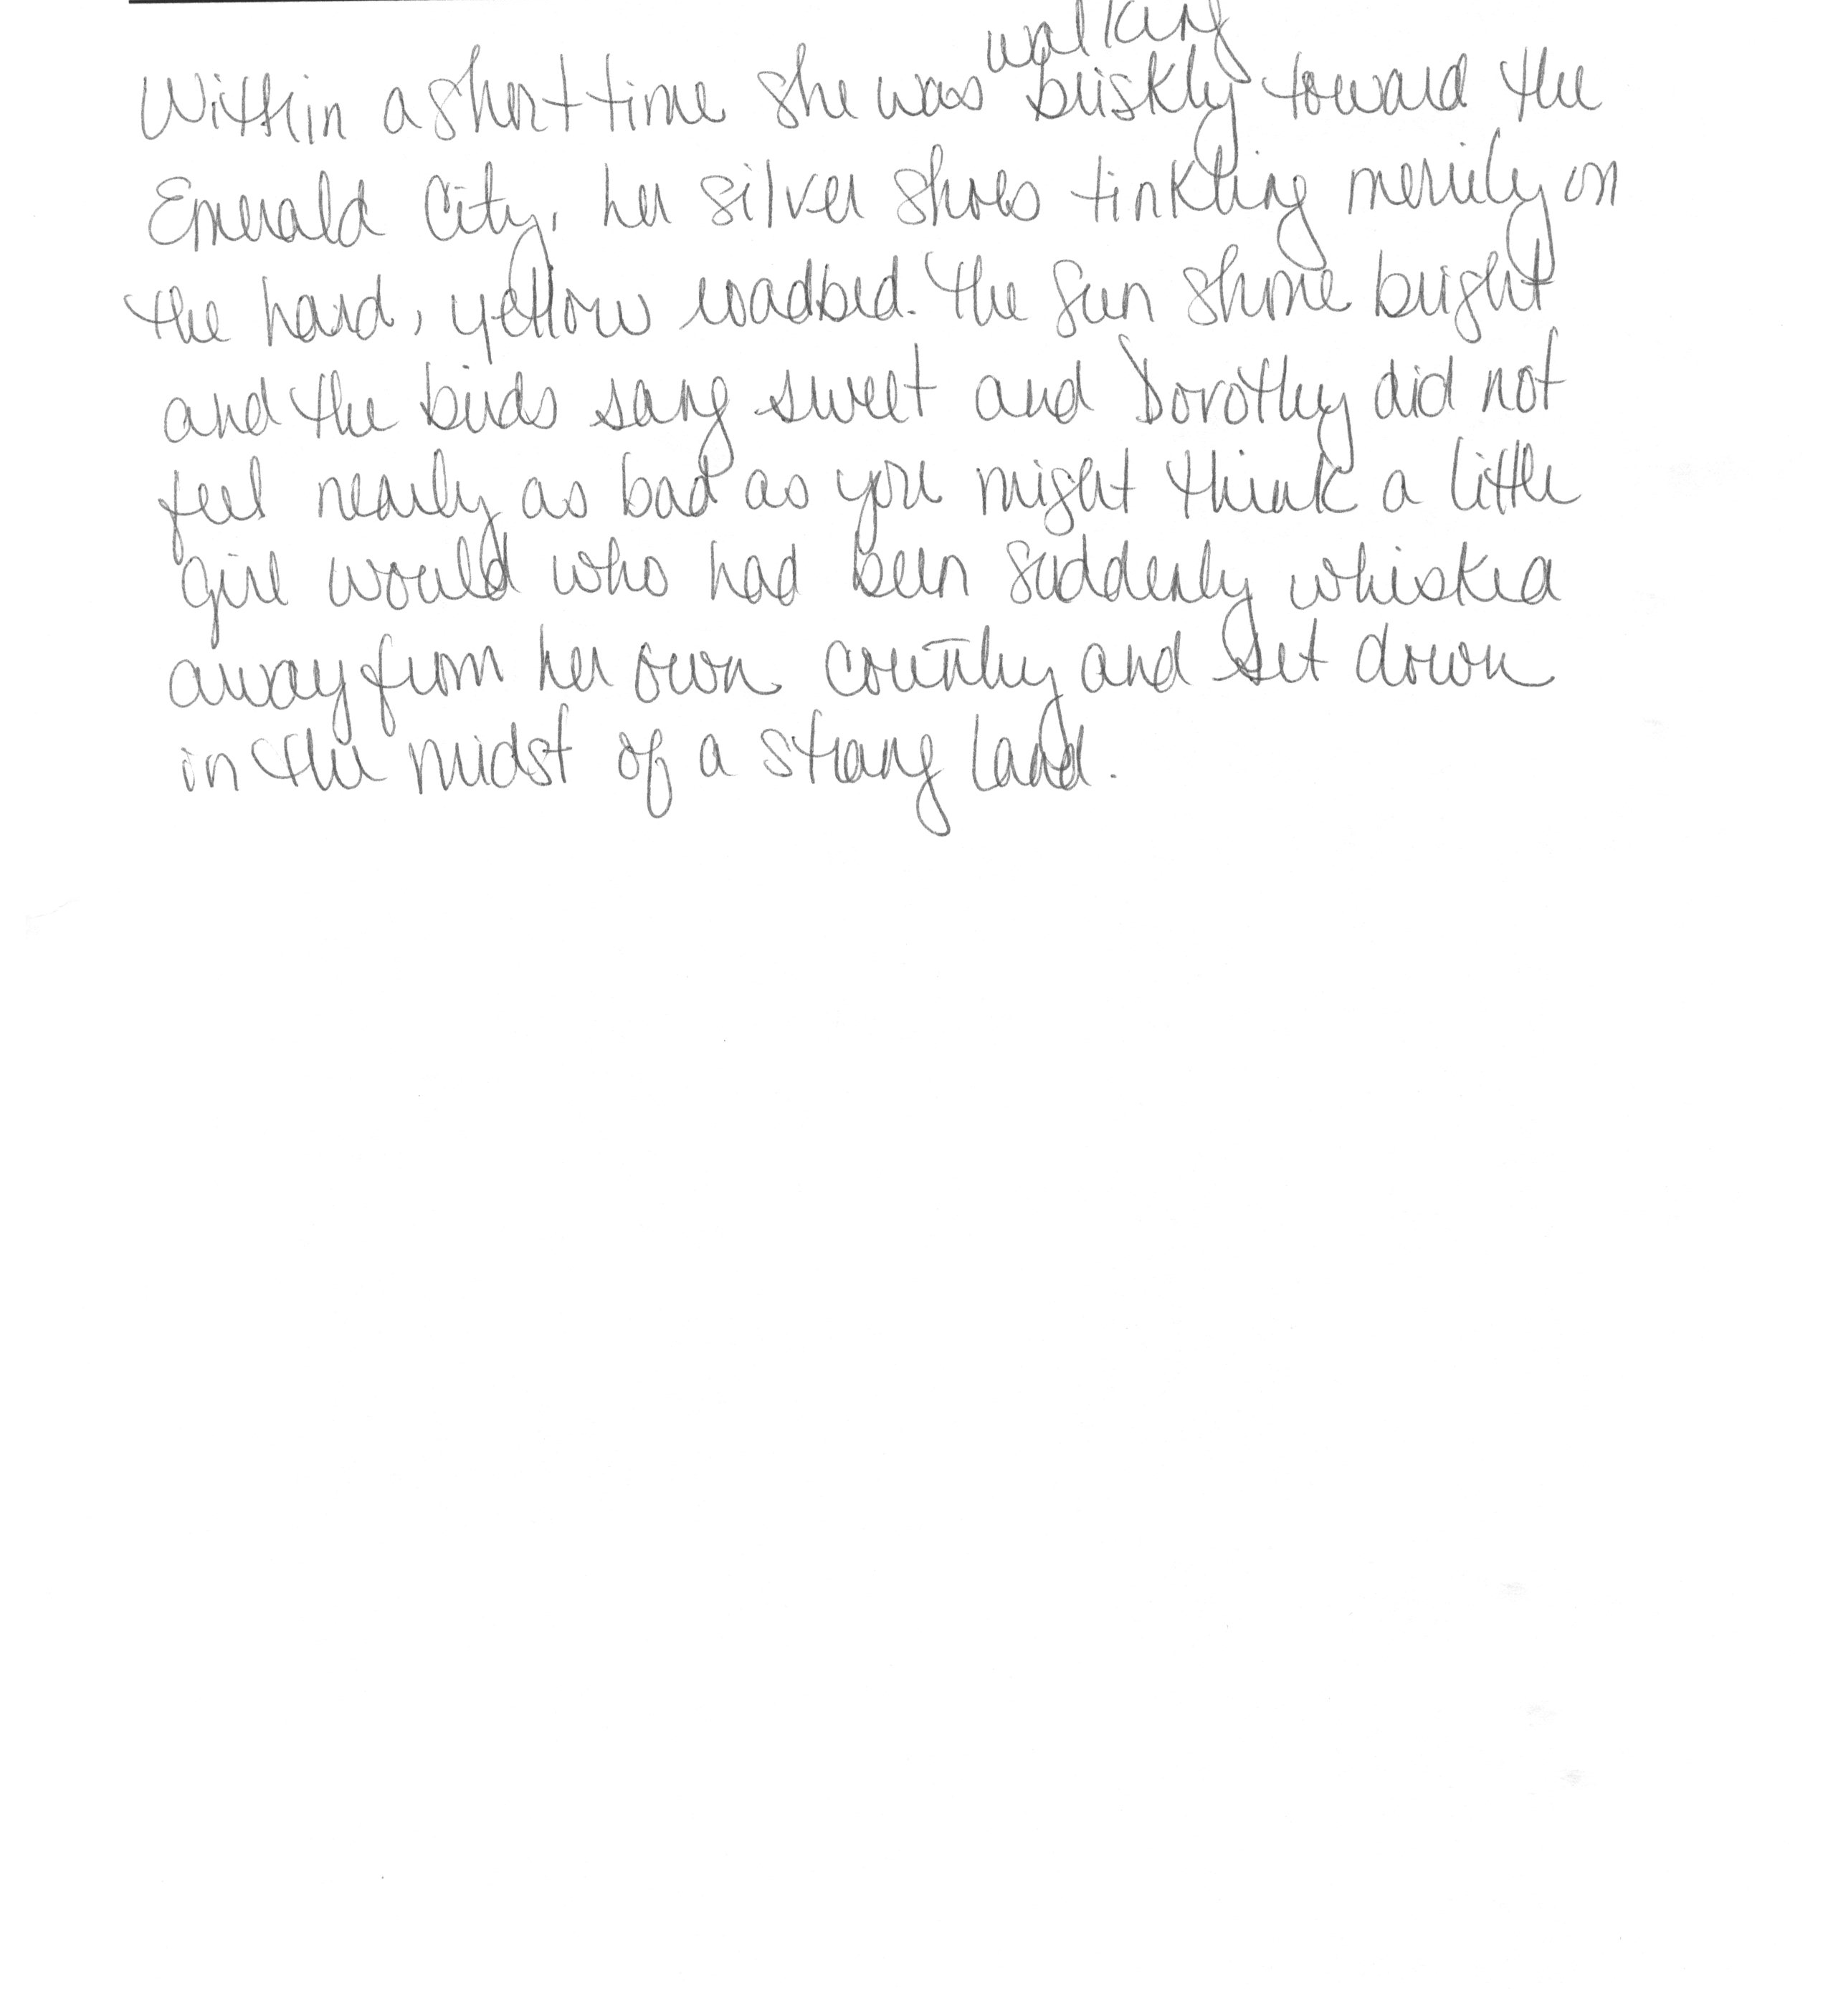 Within a short time she was walking briskly toward the
Emerald City, her silver shoes tinkling merrily on
the hard, yellow roadbed. The sun shone bright
and the birds sang sweet and Dorothy did not
feel nearly as bad as you might think a little
girl would who had been suddenly whisked
away from her own country and set down
in the midst of a strang land.